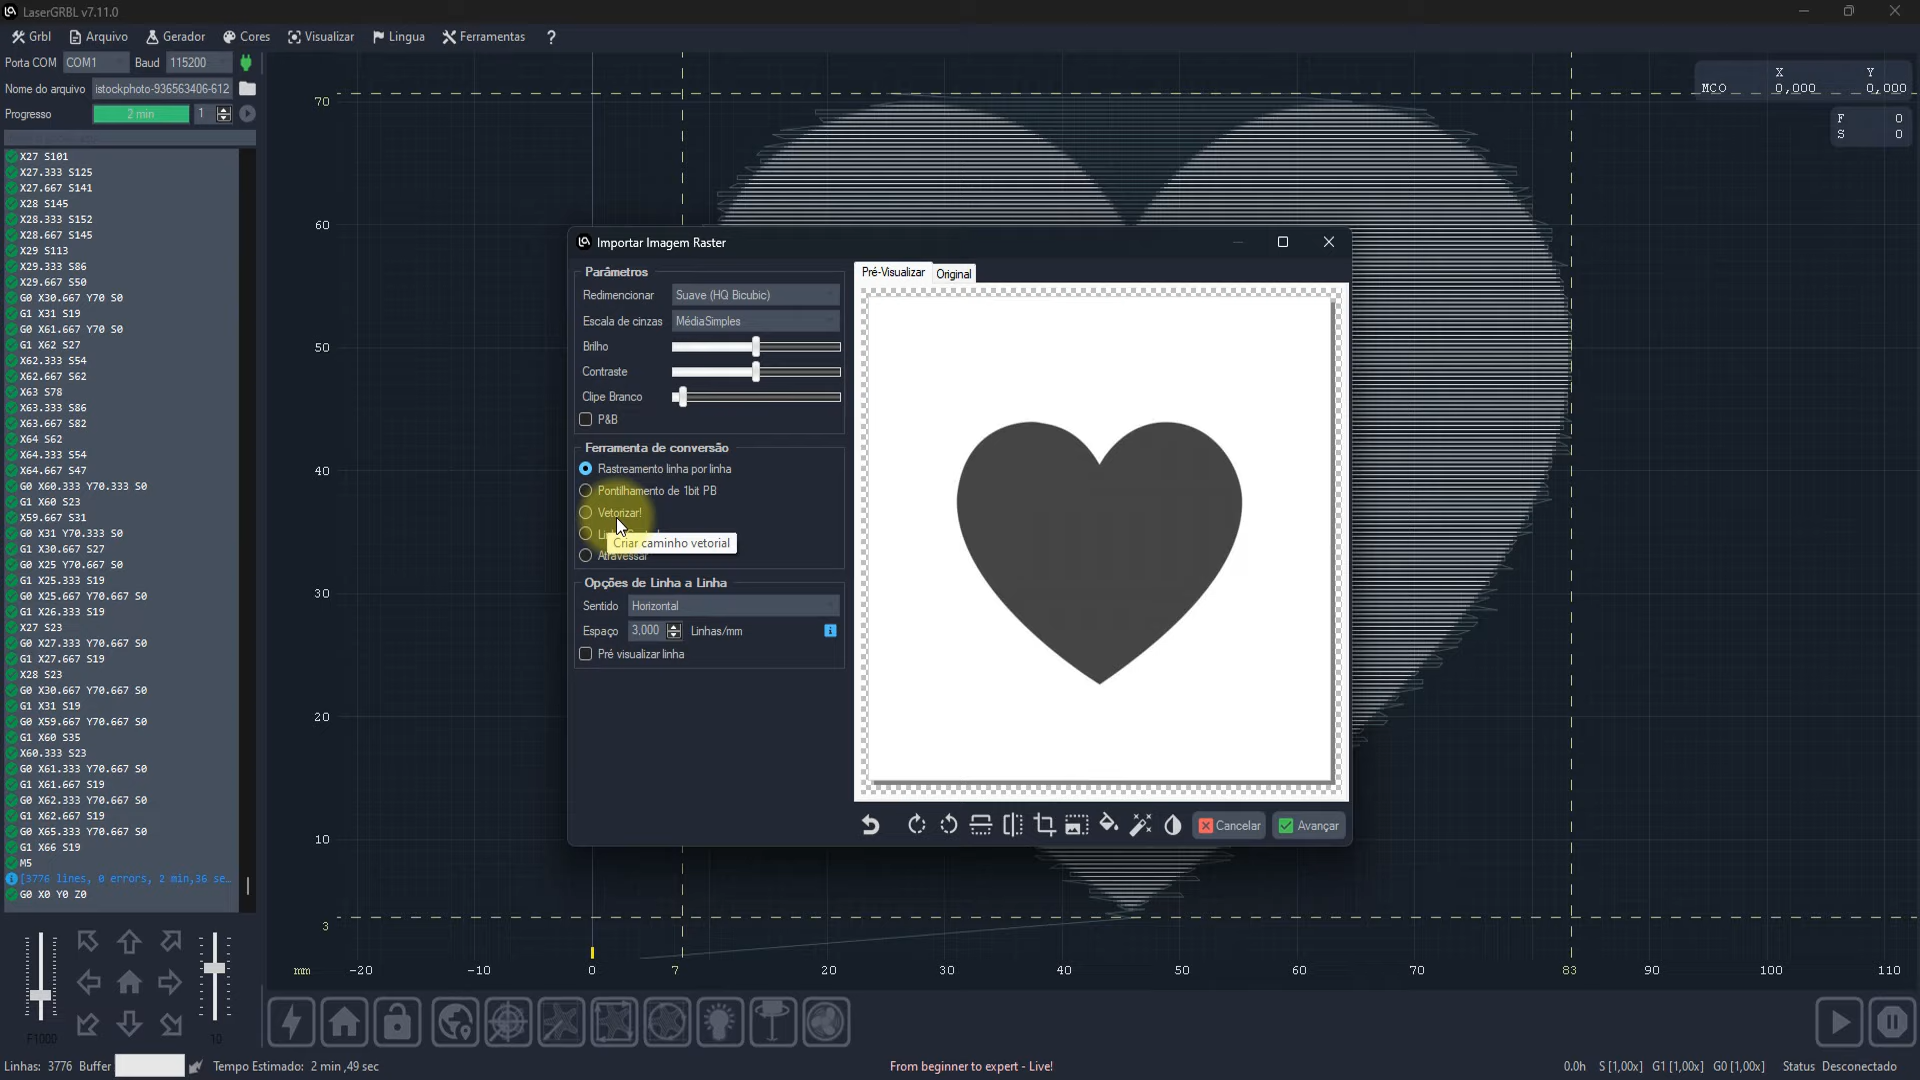 LaserGRBL v7.11.0
Grbl Arquivo Gerador Cores Visualizar Lingua Ferramentas ?
Porta COM COM1 Baud 115200
Nome do arquivo istockphoto-936563406-612
Progresso 2 min 1
X27 S101
X27.333 S125
X27.667 S141
X28 S145
X28.333 S152
X28.667 S145
X29 S113
X29.333 S86
X29.667 S50
G0 X30.667 Y70 S0
G1 X31 S19
G0 X61.667 Y70 S0
G1 X62 S27
X62.333 S54
X62.667 S62
X63 S78
X63.333 S86
X63.667 S82
X64 S62
X64.333 S54
X64.667 S47
G0 X60.333 Y70.333 S0
G1 X60 S23
X59.667 S31
G0 X31 Y70.333 S0
G1 X30.667 S27
G0 X25 Y70.667 S0
G1 X25.333 S19
G0 X25.667 Y70.667 S0
G1 X26.333 S19
X27 S23
G0 X27.333 Y70.667 S0
G1 X27.667 S19
X28 S23
G0 X30.667 Y70.667 S0
G1 X31 S19
G0 X59.667 Y70.667 S0
G1 X60 S35
X60.333 S23
G0 X61.333 Y70.667 S0
G1 X61.667 S19
G0 X62.333 Y70.667 S0
G1 X62.667 S19
G0 X65.333 Y70.667 S0
G1 X66 S19
M5
[3776 lines, 0 errors, 2 min,36 se...
G0 X0 Y0 Z0
F1000 10
70
60
50
40
30
20
10
3
mm -20 -10 0 7 20 30 40 50 60 70 83 90 100 110
X Y
MCO 0,000 0,000
F 0
S 0
Importar Imagem Raster
Parâmetros
Redimencionar Suave (HQ Bicubic)
Escala de cinzas MédiaSimples
Brilho
Contraste
Clipe Branco
P&B
Ferramenta de conversão
Rastreamento linha por linha
Pontilhamento de 1bit PB
Vetorizar!
Criar caminho vetorial
Atravessar
Opções de Linha a Linha
Sentido Horizontal
Espaço 3,000 Linhas/mm
Pré visualizar linha
Pré-Visualizar Original
Cancelar Avançar
Linhas: 3776 Buffer Tempo Estimado: 2 min ,49 sec
From beginner to expert - Live!
0.0h S [1,00x] G1 [1,00x] G0 [1,00x] Status Desconectado